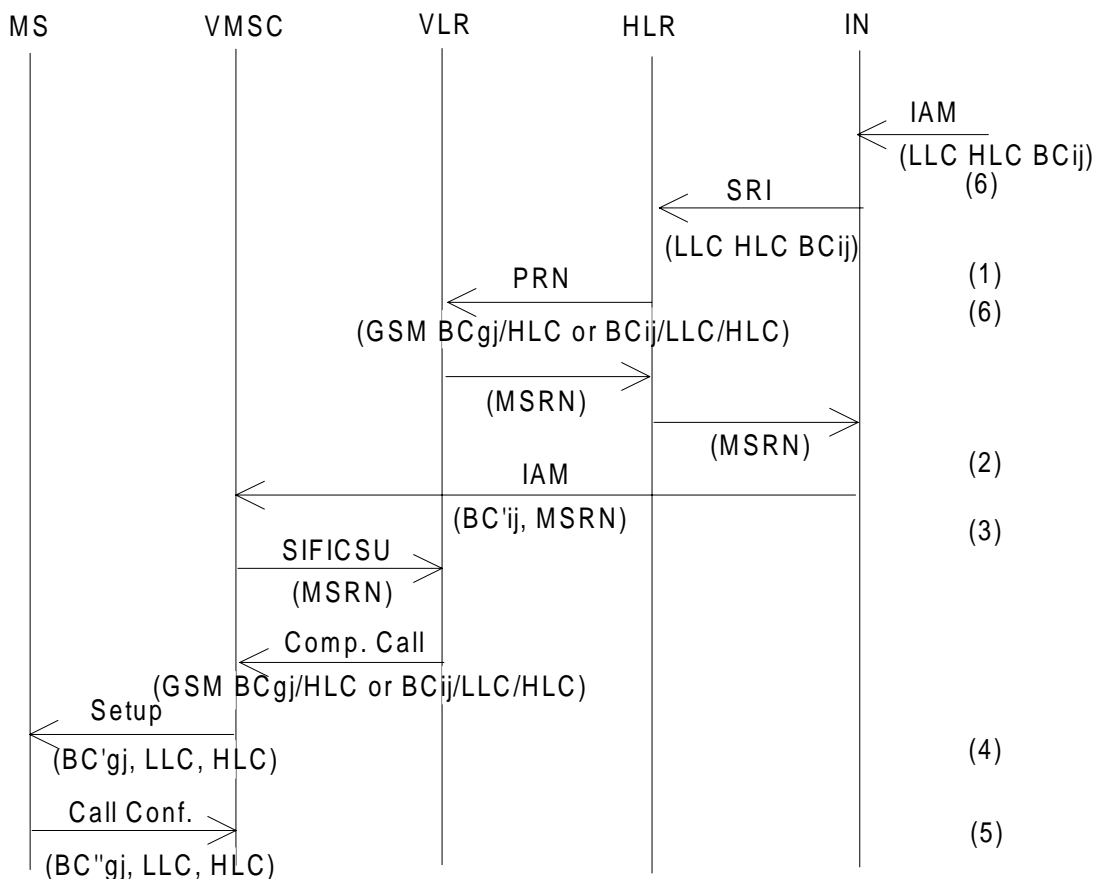 MS VMSC VLR HLR IN
IAM
(LLC HLC BCij)
(6)
SRI
(LLC HLC BCij)
(1)
PRN
(6)
(GSM BCgj/HLC or BCij/LLC/HLC)
(MSRN)
(MSRN)
(2)
IAM
(BC'ij, MSRN)
(3)
SIFICSU
(MSRN)
Comp. Call
(GSM BCgj/HLC or BCij/LLC/HLC)
Setup
(BC'gj, LLC, HLC)
(4)
Call Conf.
(5)
(BC"gj, LLC, HLC)